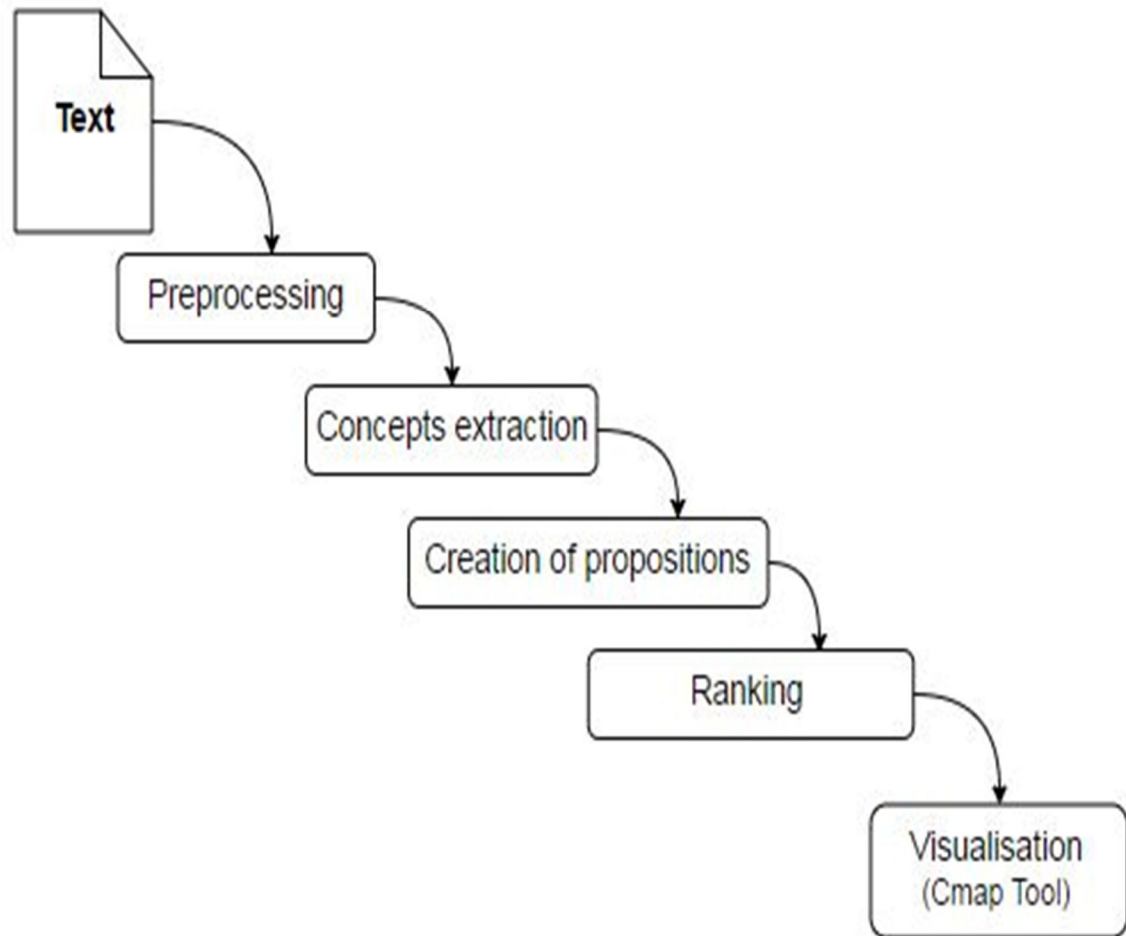 Text
Preprocessing
Concepts extraction
Creation of propositions
Ranking
Visualisation
(Cmap Tool)